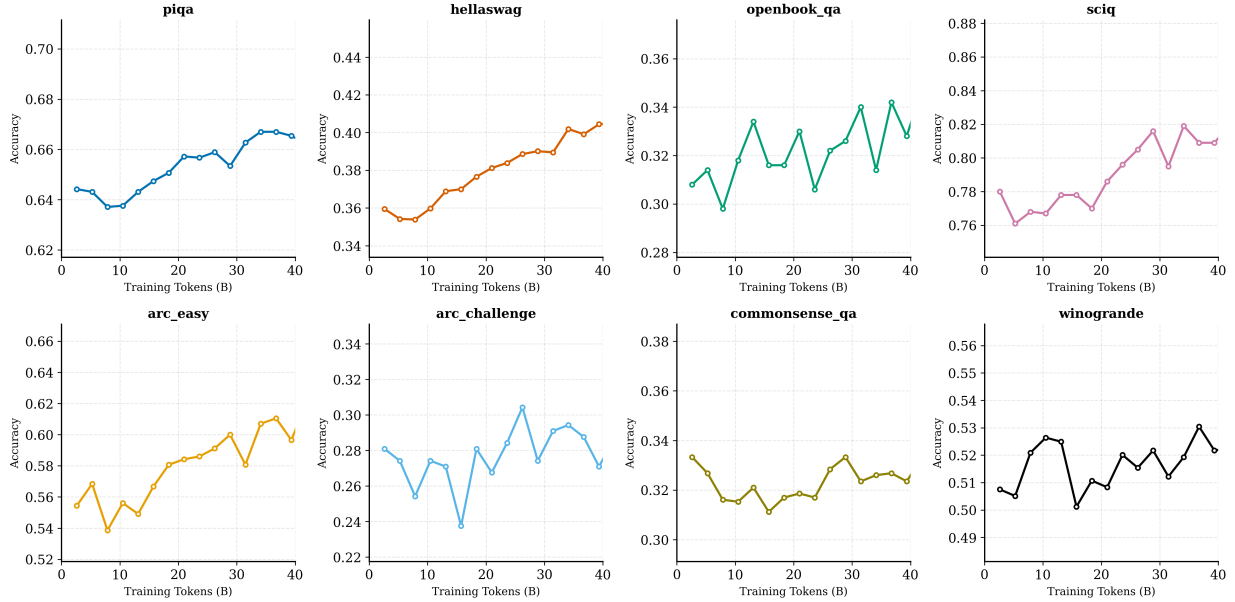 piqa
hellaswag
openbook_qa
sciq
0.70
0.68
0.66
0.64
0.62
Accuracy
0 10 20 30 40
Training Tokens (B)
0.44
0.42
0.40
0.38
0.36
0.34
Accuracy
0 10 20 30 40
Training Tokens (B)
0.36
0.34
0.32
0.30
0.28
Accuracy
0 10 20 30 40
Training Tokens (B)
0.88
0.86
0.84
0.82
0.80
0.78
0.76
Accuracy
0 10 20 30 40
Training Tokens (B)
arc_easy
arc_challenge
commonsense_qa
winogrande
0.66
0.64
0.62
0.60
0.58
0.56
0.54
0.52
Accuracy
0 10 20 30 40
Training Tokens (B)
0.34
0.32
0.30
0.28
0.26
0.24
0.22
Accuracy
0 10 20 30 40
Training Tokens (B)
0.38
0.36
0.34
0.32
0.30
Accuracy
0 10 20 30 40
Training Tokens (B)
0.56
0.55
0.54
0.53
0.52
0.51
0.50
0.49
Accuracy
0 10 20 30 40
Training Tokens (B)